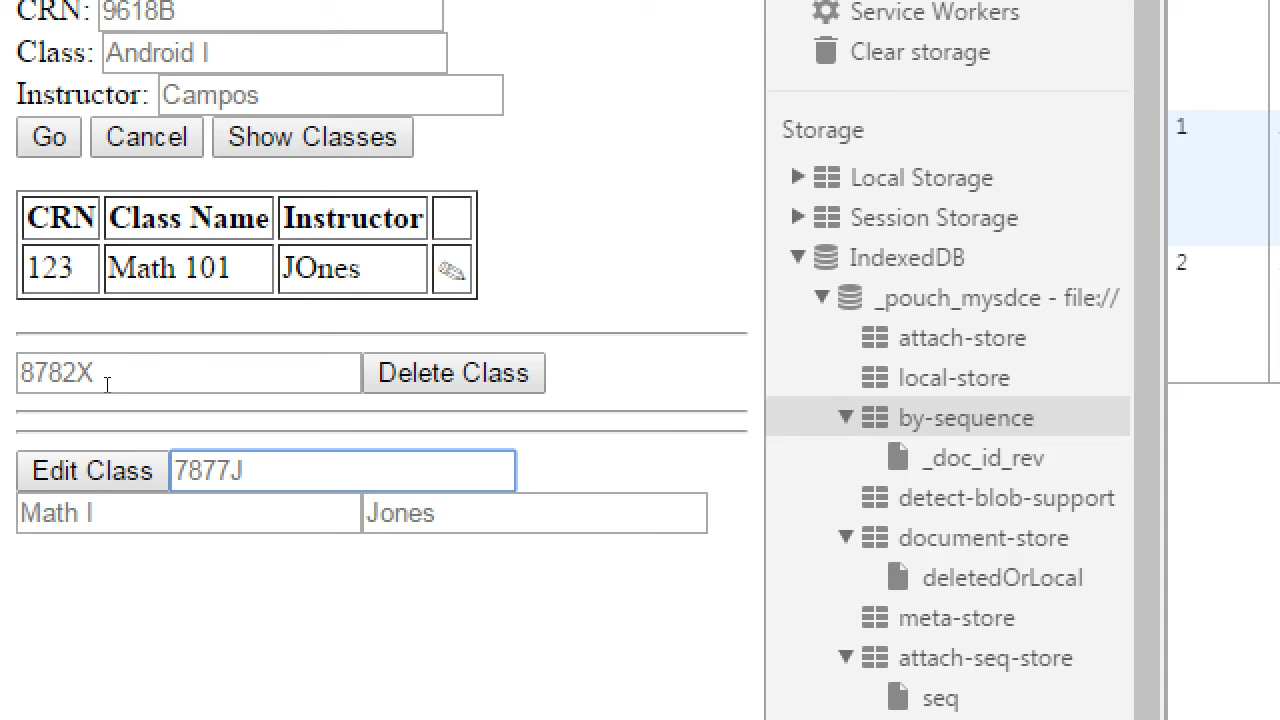 CRN: 9618B
Class: Android I
Instructor: Campos
Go Cancel Show Classes
CRN Class Name Instructor
123 Math 101 JOnes
8782X Delete Class
Edit Class 7877J
Math I Jones
Service Workers
Clear storage
Storage
Local Storage
Session Storage
IndexedDB
_pouch_mysdce - file://
attach-store
local-store
by-sequence
_doc_id_rev
detect-blob-support
document-store
deletedOrLocal
meta-store
attach-seq-store
seq
1
2